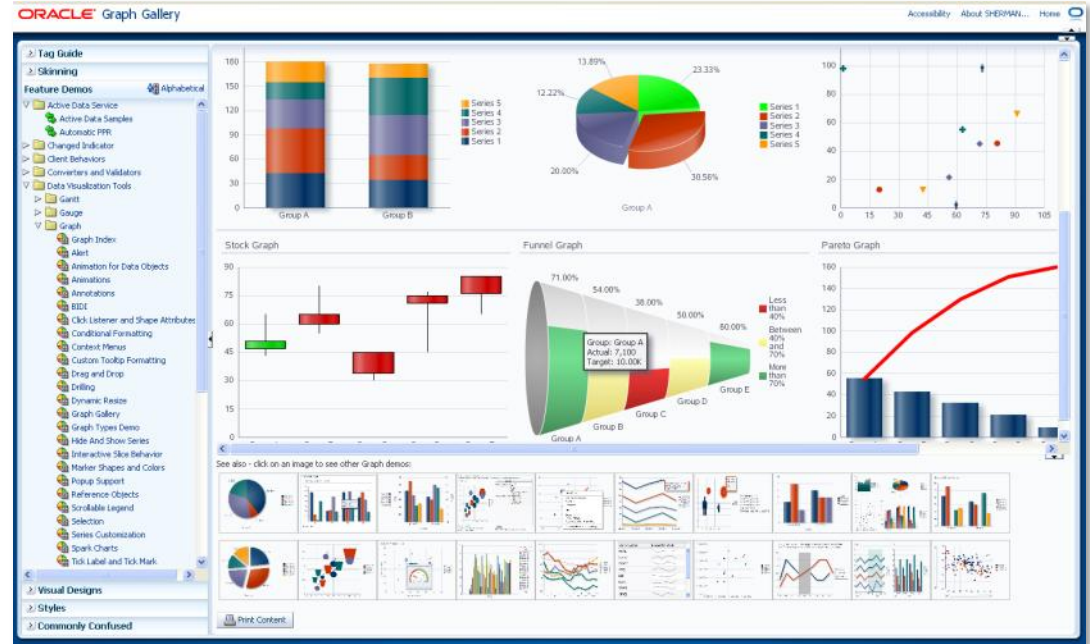 ORACLE Graph Gallery
Accessibility About SHERMAN... Home
Tag Guide
Skinning
Feature Demos Alphabetical
Active Data Service
Active Data Samples
Automatic PPR
Changed Indicator
Client Behaviors
Converters and Validators
Data Visualization Tools
Gantt
Gauge
Graph
Graph Index
Alert
Animation for Data Objects
Animations
Annotations
BIDI
Click Listener and Shape Attributes
Conditional Formatting
Context Menus
Custom Tooltip Formatting
Drag and Drop
Drilling
Dynamic Resize
Graph Gallery
Graph Types Demo
Hide And Show Series
Interactive Slice Behavior
Marker Shapes and Colors
Popup Support
Reference Objects
Scrollable Legend
Selection
Series Customization
Spark Charts
Tick Label and Tick Mark
Visual Designs
Styles
Commonly Confused
180
150
120
90
60
30
0
Group A Group B
Series 5
Series 4
Series 3
Series 2
Series 1
13.89%
23.33%
12.22%
20.00%
30.56%
Group A
Series 1
Series 2
Series 3
Series 4
Series 5
100
80
60
40
20
0
0 15 30 45 60 75 90 105
Stock Graph
90
75
60
45
30
15
0
Funnel Graph
71.00%
54.00%
38.00%
50.00%
80.00%
Group: Group A
Actual: 7,100
Target: 10.00K
Group A
Group B
Group C
Group D
Group E
Less
than
40%
Between
40%
and
70%
More
than
70%
Pareto Graph
160
140
120
100
80
60
40
20
0
See also - click on an image to see other Graph demos:
Print Content